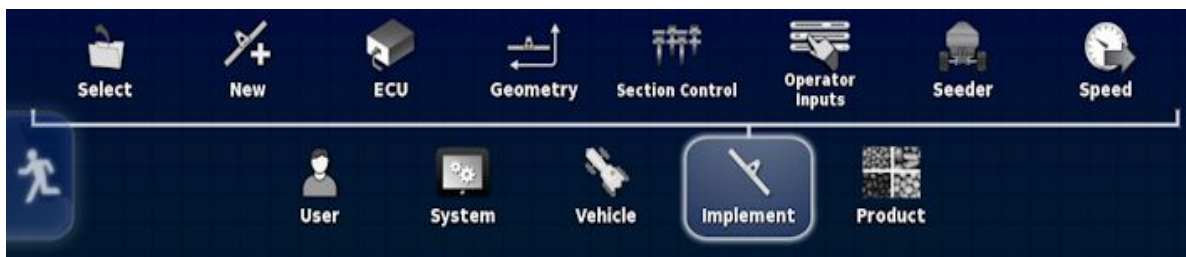 Select
New
ECU
Geometry
Section Control
Operator
Inputs
Seeder
Speed
User
System
Vehicle
Implement
Product